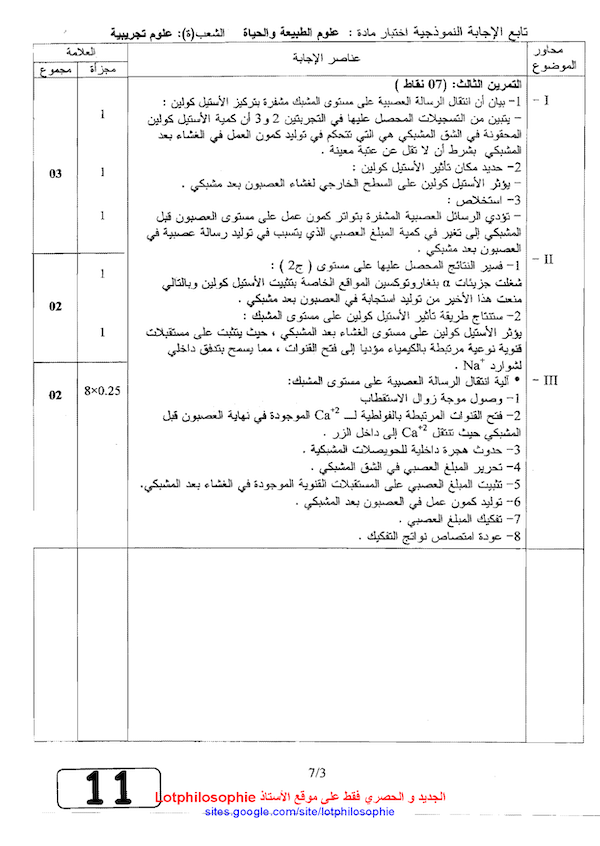 تابع الإجابة النموذجية اختبار مادة : علوم الطبيعة والحياة الشعب(ة): علوم تجريبية
محاور الموضوع
عناصر الإجابة
العلامة
مجزأة
مجموع
التمرين الثالث: (07 نقاط )
I - 1- بيان أن انتقال الرسالة العصبية على مستوى المشبك مشفرة بتركيز الأستيل كولين :
- يتبين من التسجيلات المحصل عليها في التجربتين 2 و 3 أن كمية الأستيل كولين
المحقونة في الشق المشبكي هي التي تتحكم في توليد كمون العمل في الغشاء بعد
المشبكي بشرط أن لا تقل عن عتبة معينة .
1
2- تحديد مكان تأثير الأستيل كولين :
- يؤثر الأستيل كولين على السطح الخارجي لغشاء العصبون بعد مشبكي .
1
03
3- استخلاص :
- تؤدي الرسائل العصبية المشفرة بتواتر كمون عمل على مستوى العصبون قبل
المشبكي إلى تغير في كمية المبلغ العصبي الذي يتسبب في توليد رسالة عصبية في
العصبون بعد مشبكي .
1
II - 1- فسير النتائج المحصل عليها على مستوى ( ج2 ) :
شغلت جزيئات α بنغاروتوكسين المواقع الخاصة بتثبيت الأستيل كولين وبالتالي
منعت هذا الأخير من توليد استجابة في العصبون بعد مشبكي .
1
2- ستنتاج طريقة تأثير الأستيل كولين على مستوى المشبك :
يؤثر الأستيل كولين على مستوى الغشاء بعد المشبكي ، حيث يتثبت على مستقبلات
قنوية نوعية مرتبطة بالكيمياء مؤديا إلى فتح القنوات ، مما يسمح بتدفق داخلي
لشوارد Na⁺ .
1
02
III - • آلية انتقال الرسالة العصبية على مستوى المشبك:
1- وصول موجة زوال الاستقطاب
2- فتح القنوات المرتبطة بالفولطية لـــ Ca⁺² الموجودة في نهاية العصبون قبل
المشبكي حيث تنتقل Ca⁺² إلى داخل الزر .
3- حدوث هجرة داخلية للحويصلات المشبكية .
4- تحرير المبلغ العصبي في الشق المشبكي .
5- تثبيت المبلغ العصبي على المستقبلات القنوية الموجودة في الغشاء بعد المشبكي.
6- توليد كمون عمل في العصبون بعد المشبكي .
7- تفكيك المبلغ العصبي .
8- عودة امتصاص نواتج التفكيك .
8×0.25
02
7/3
11
الجديد و الحصري فقط على موقع الأستاذ Lotphilosophie
sites.google.com/site/lotphilosophie